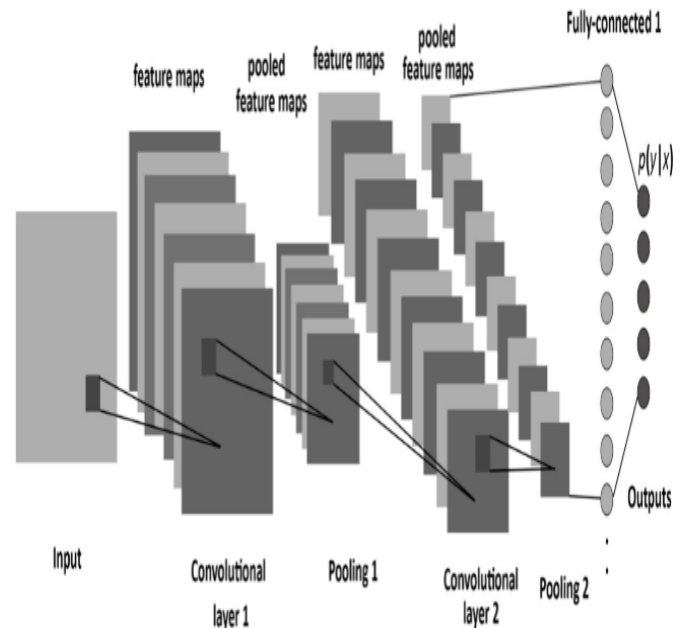 Fully-connected 1
pooled
feature maps
feature maps
pooled
feature maps
feature maps
p(y|x)
Outputs
Input
Convolutional
layer 1
Pooling 1
Convolutional
layer 2
Pooling 2